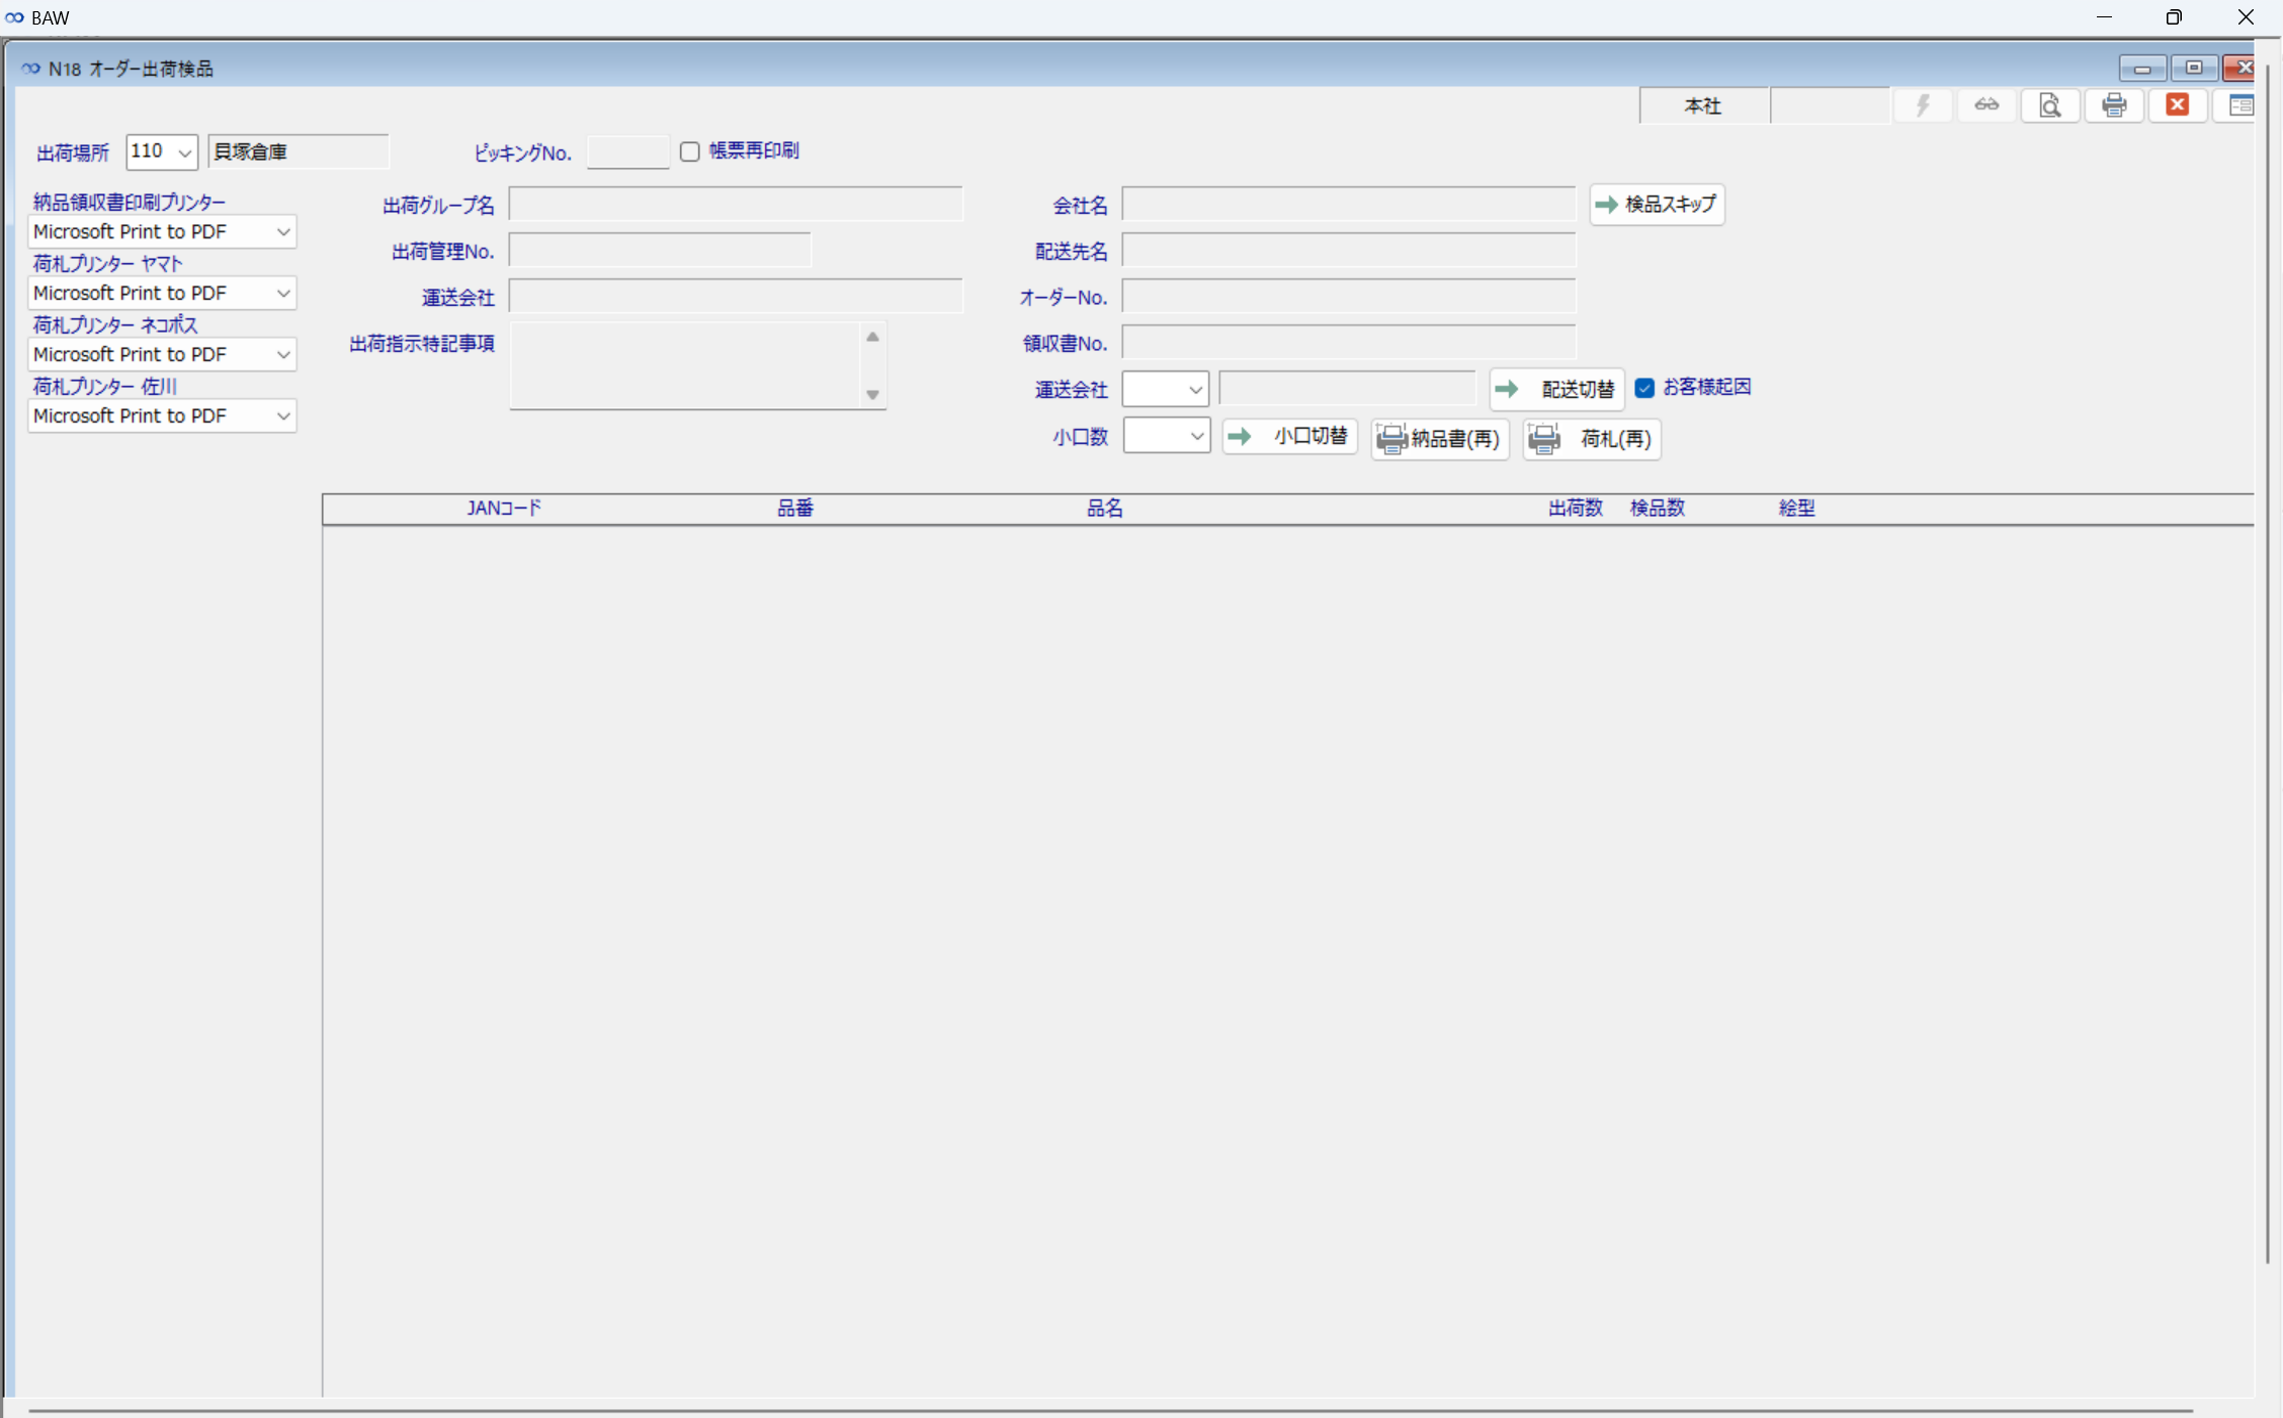 BAW
N18 オーダー出荷検品
本社
出荷場所 110 貝塚倉庫 ピッキングNo. 帳票再印刷
納品領収書印刷プリンター
Microsoft Print to PDF
荷札プリンター ヤマト
Microsoft Print to PDF
荷札プリンター ネコポス
Microsoft Print to PDF
荷札プリンター 佐川
Microsoft Print to PDF
出荷グループ名
出荷管理No.
運送会社
出荷指示特記事項
会社名 検品スキップ
配送先名
オーダーNo.
領収書No.
運送会社 配送切替 お客様起因
小口数 小口切替 納品書(再) 荷札(再)
JANコード 品番 品名 出荷数 検品数 絵型